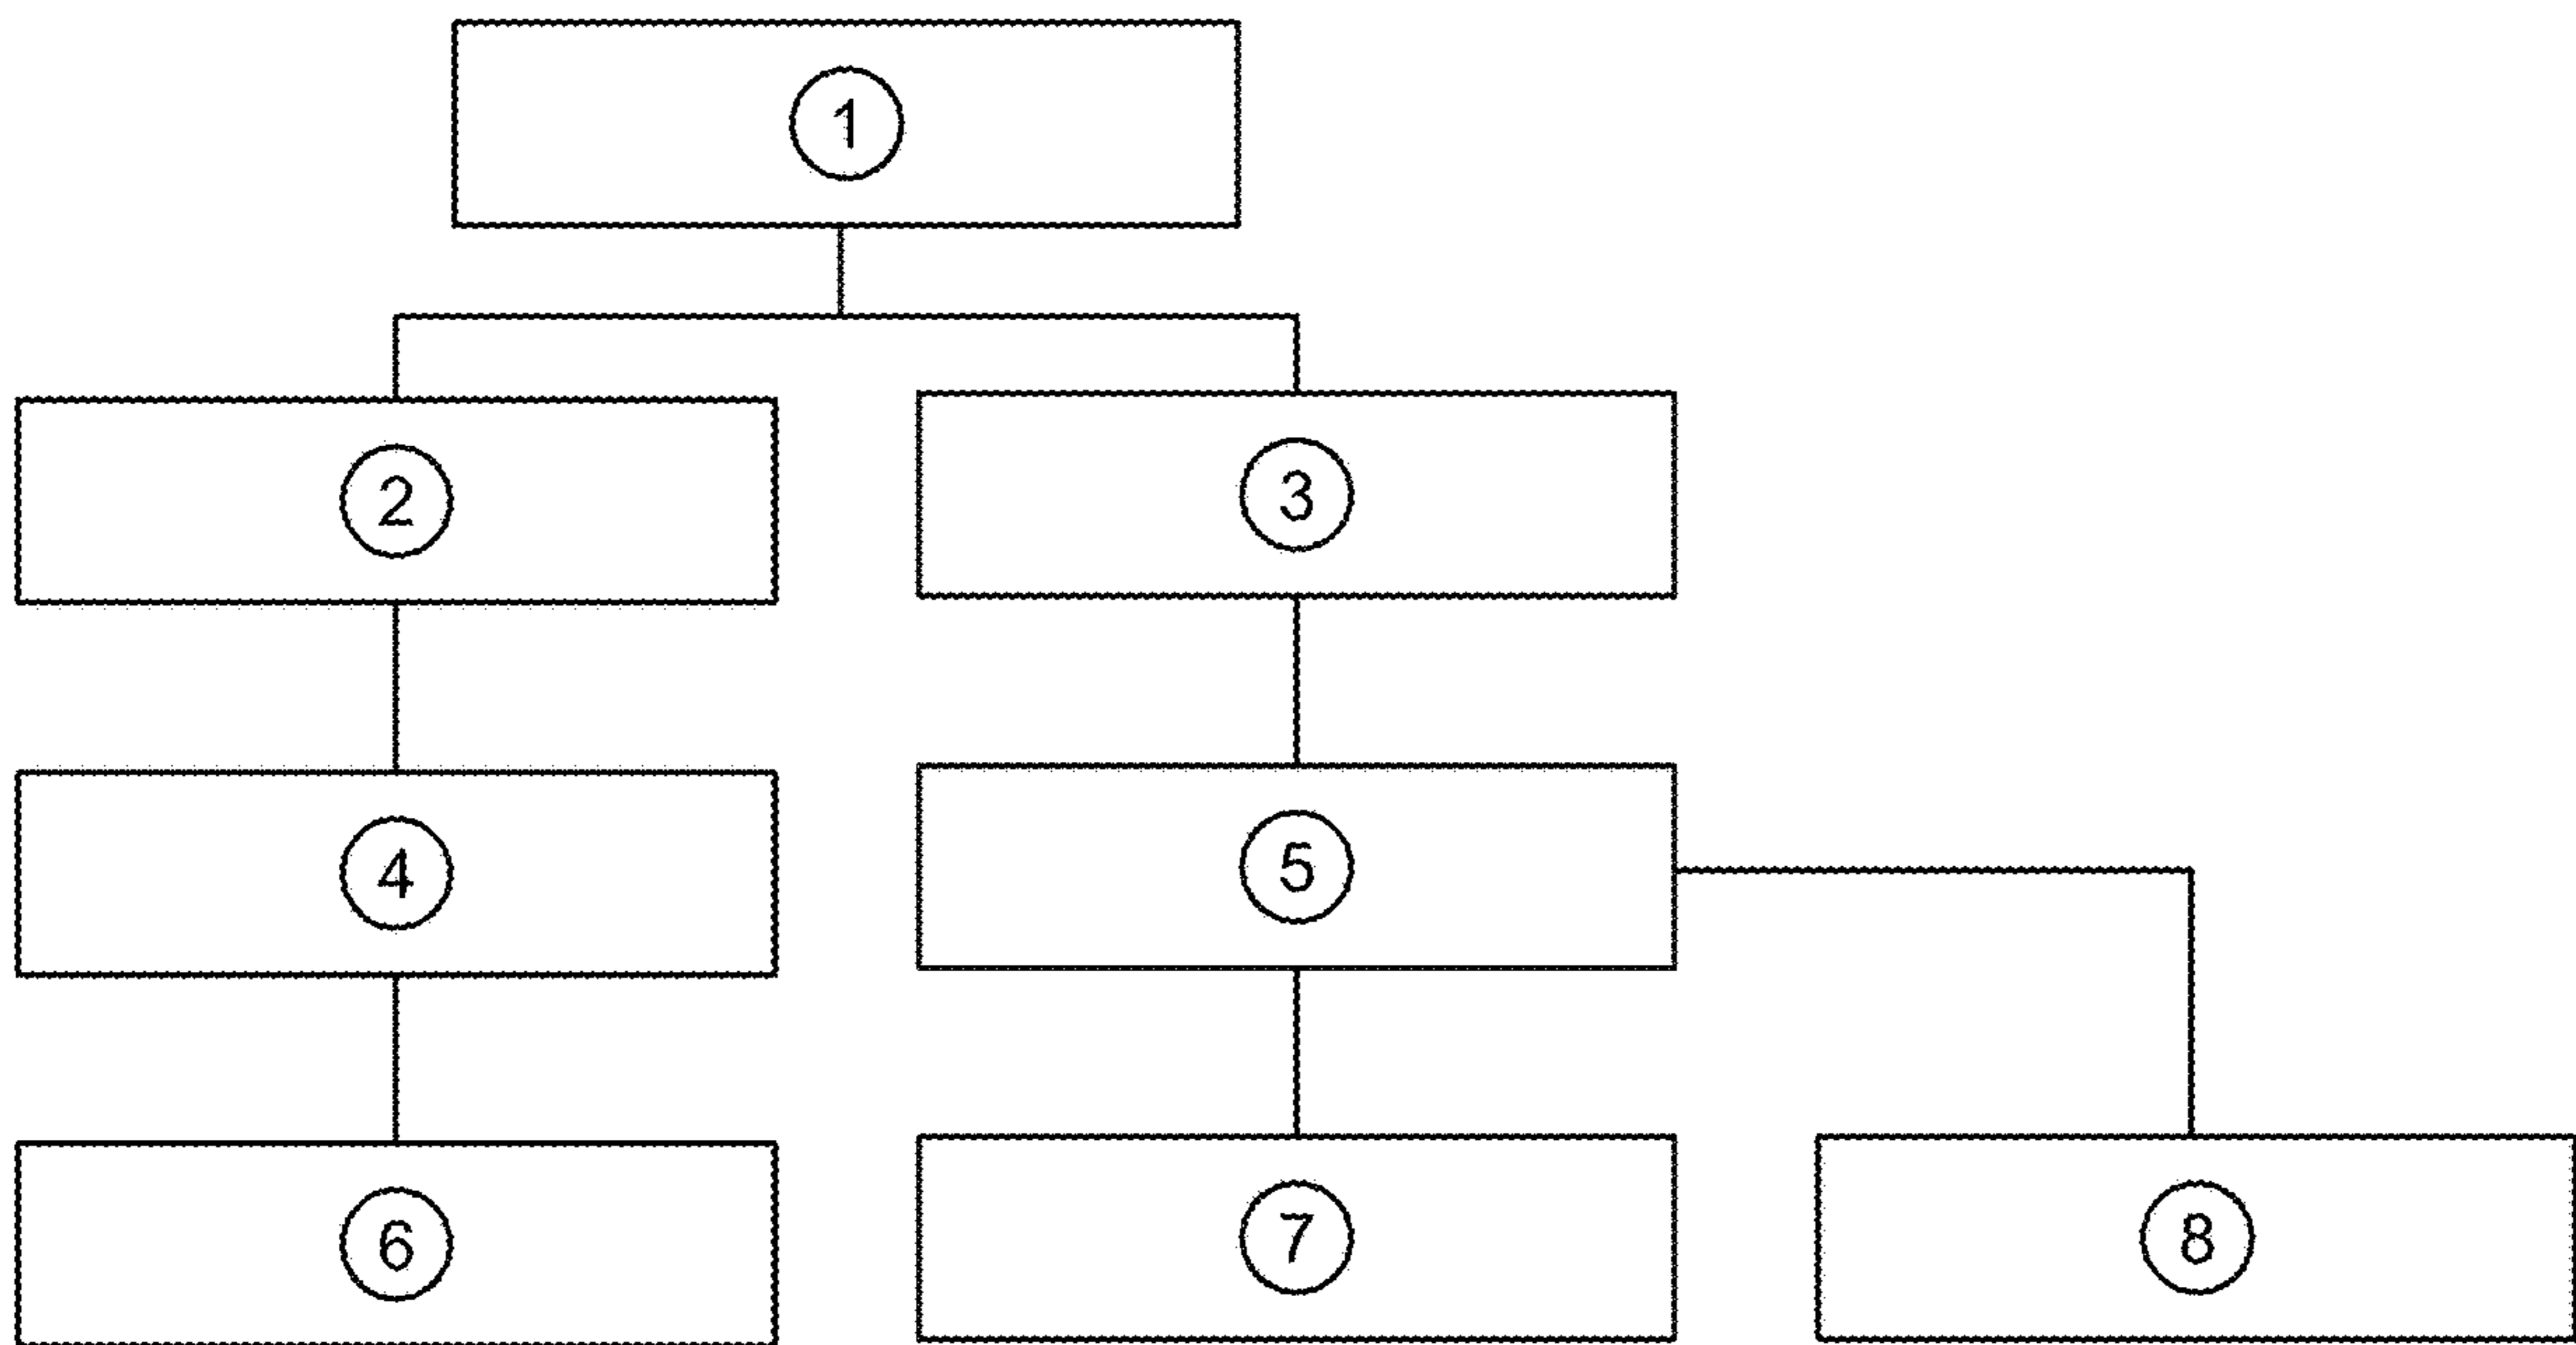 ①
② ③
④ ⑤
⑥ ⑦ ⑧